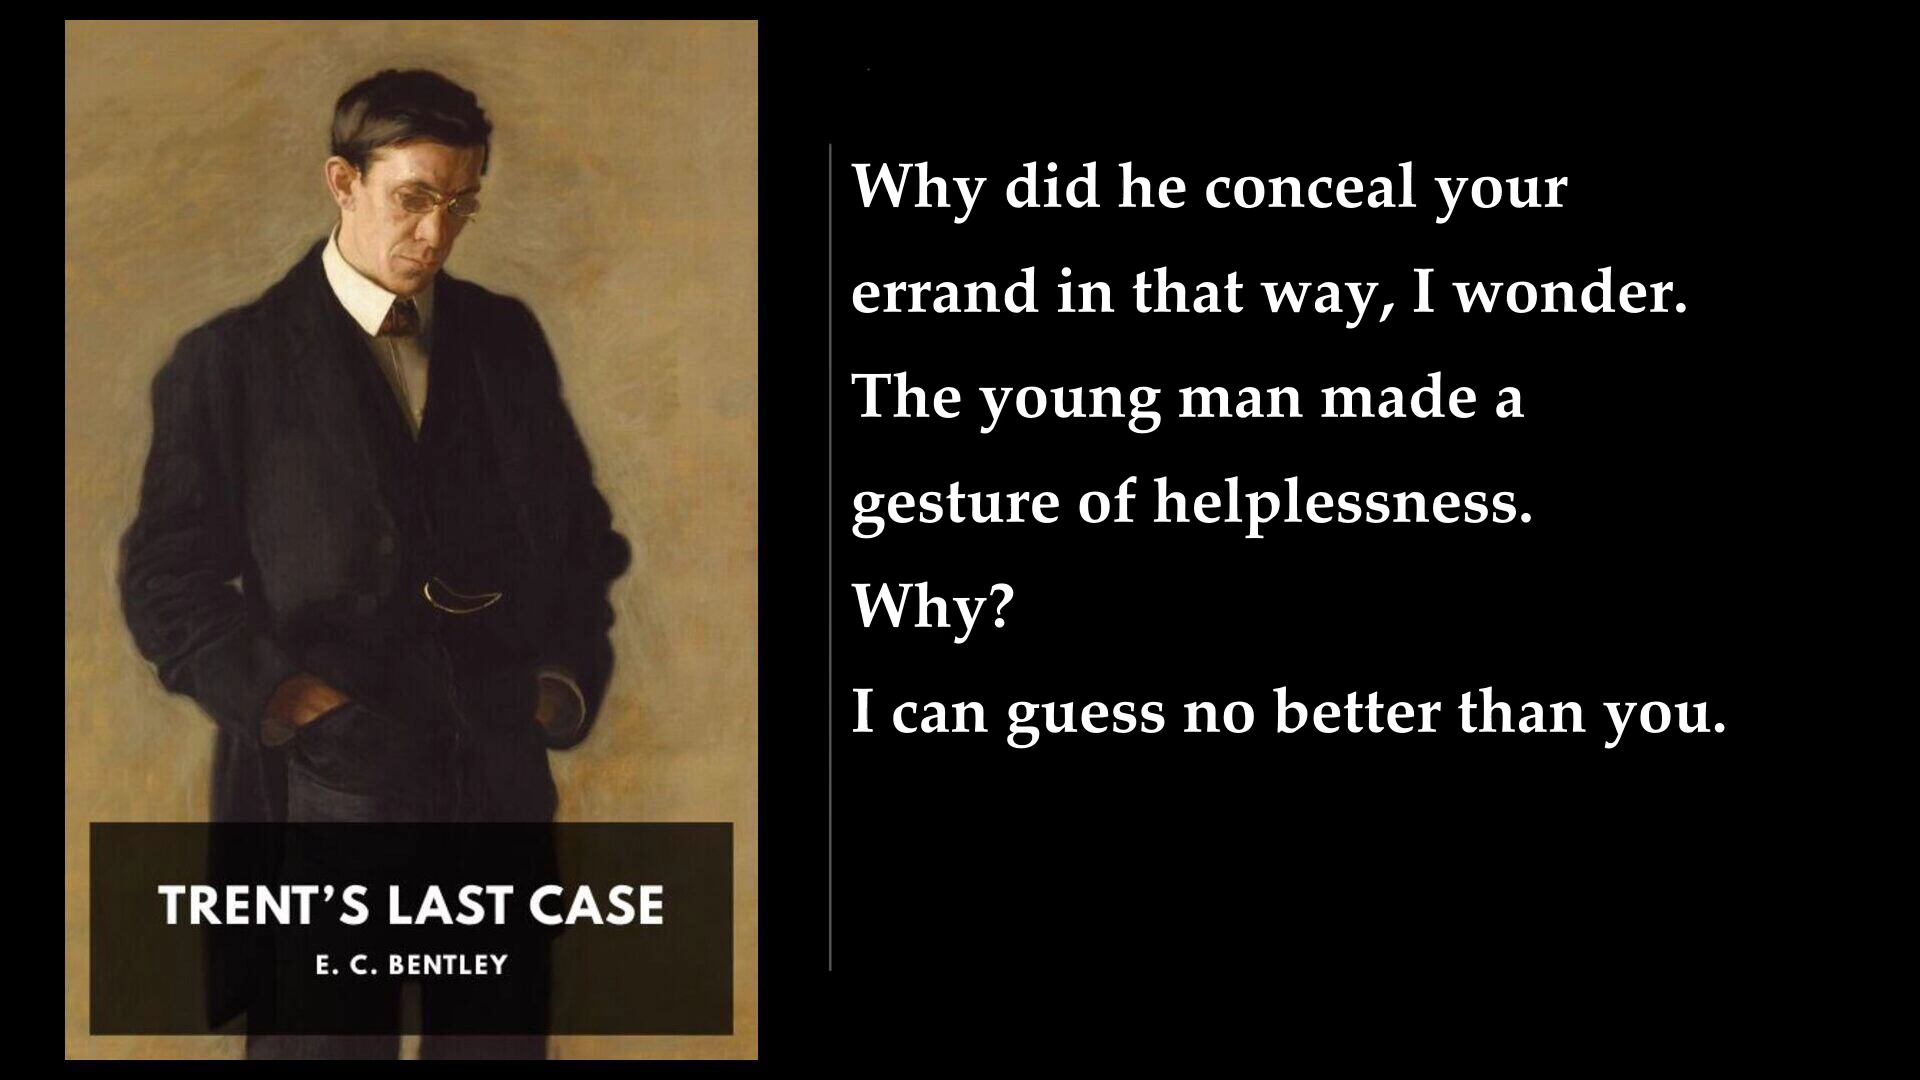 Why did he conceal your
errand in that way, I wonder.
The young man made a
gesture of helplessness.
Why?
I can guess no better than you.
TRENT’S LAST CASE
E. C. BENTLEY